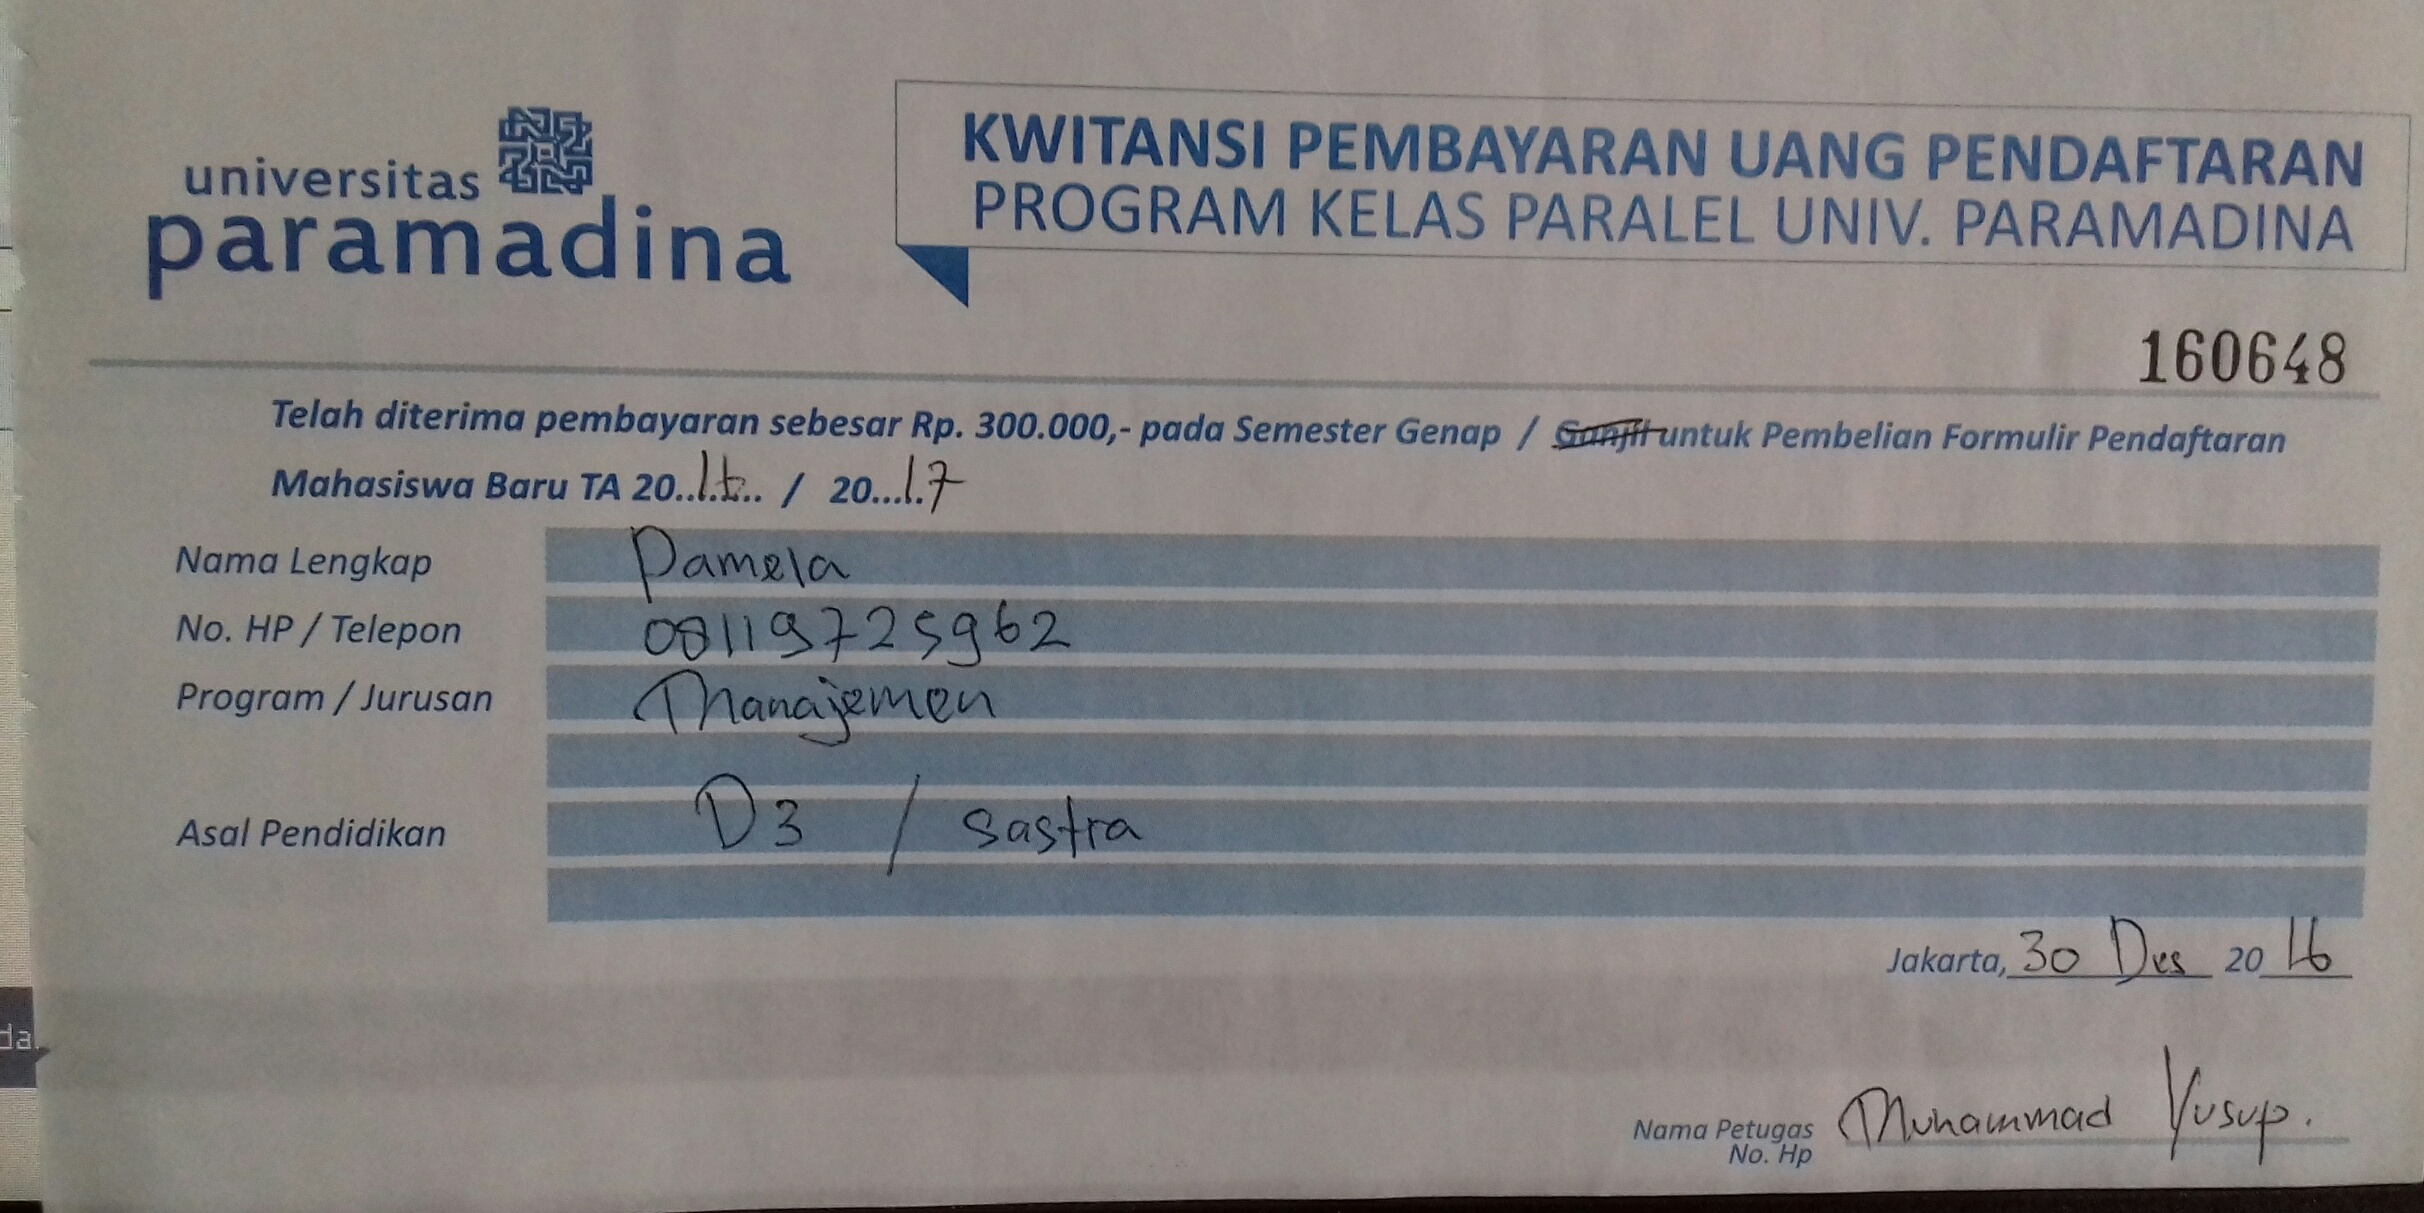 universitas
paramadina
KWITANSI PEMBAYARAN UANG PENDAFTARAN
PROGRAM KELAS PARALEL UNIV. PARAMADINA
160648
Telah diterima pembayaran sebesar Rp. 300.000,- pada Semester Genap / Ganjil untuk Pembelian Formulir Pendaftaran
Mahasiswa Baru TA 20..16.. / 20...17
Nama Lengkap Pamela
No. HP / Telepon 08119725962
Program / Jurusan Manajemen
Asal Pendidikan D3 / Sastra
Jakarta, 30 Des 2016
Nama Petugas Muhammad Yusup.
No. Hp
da.